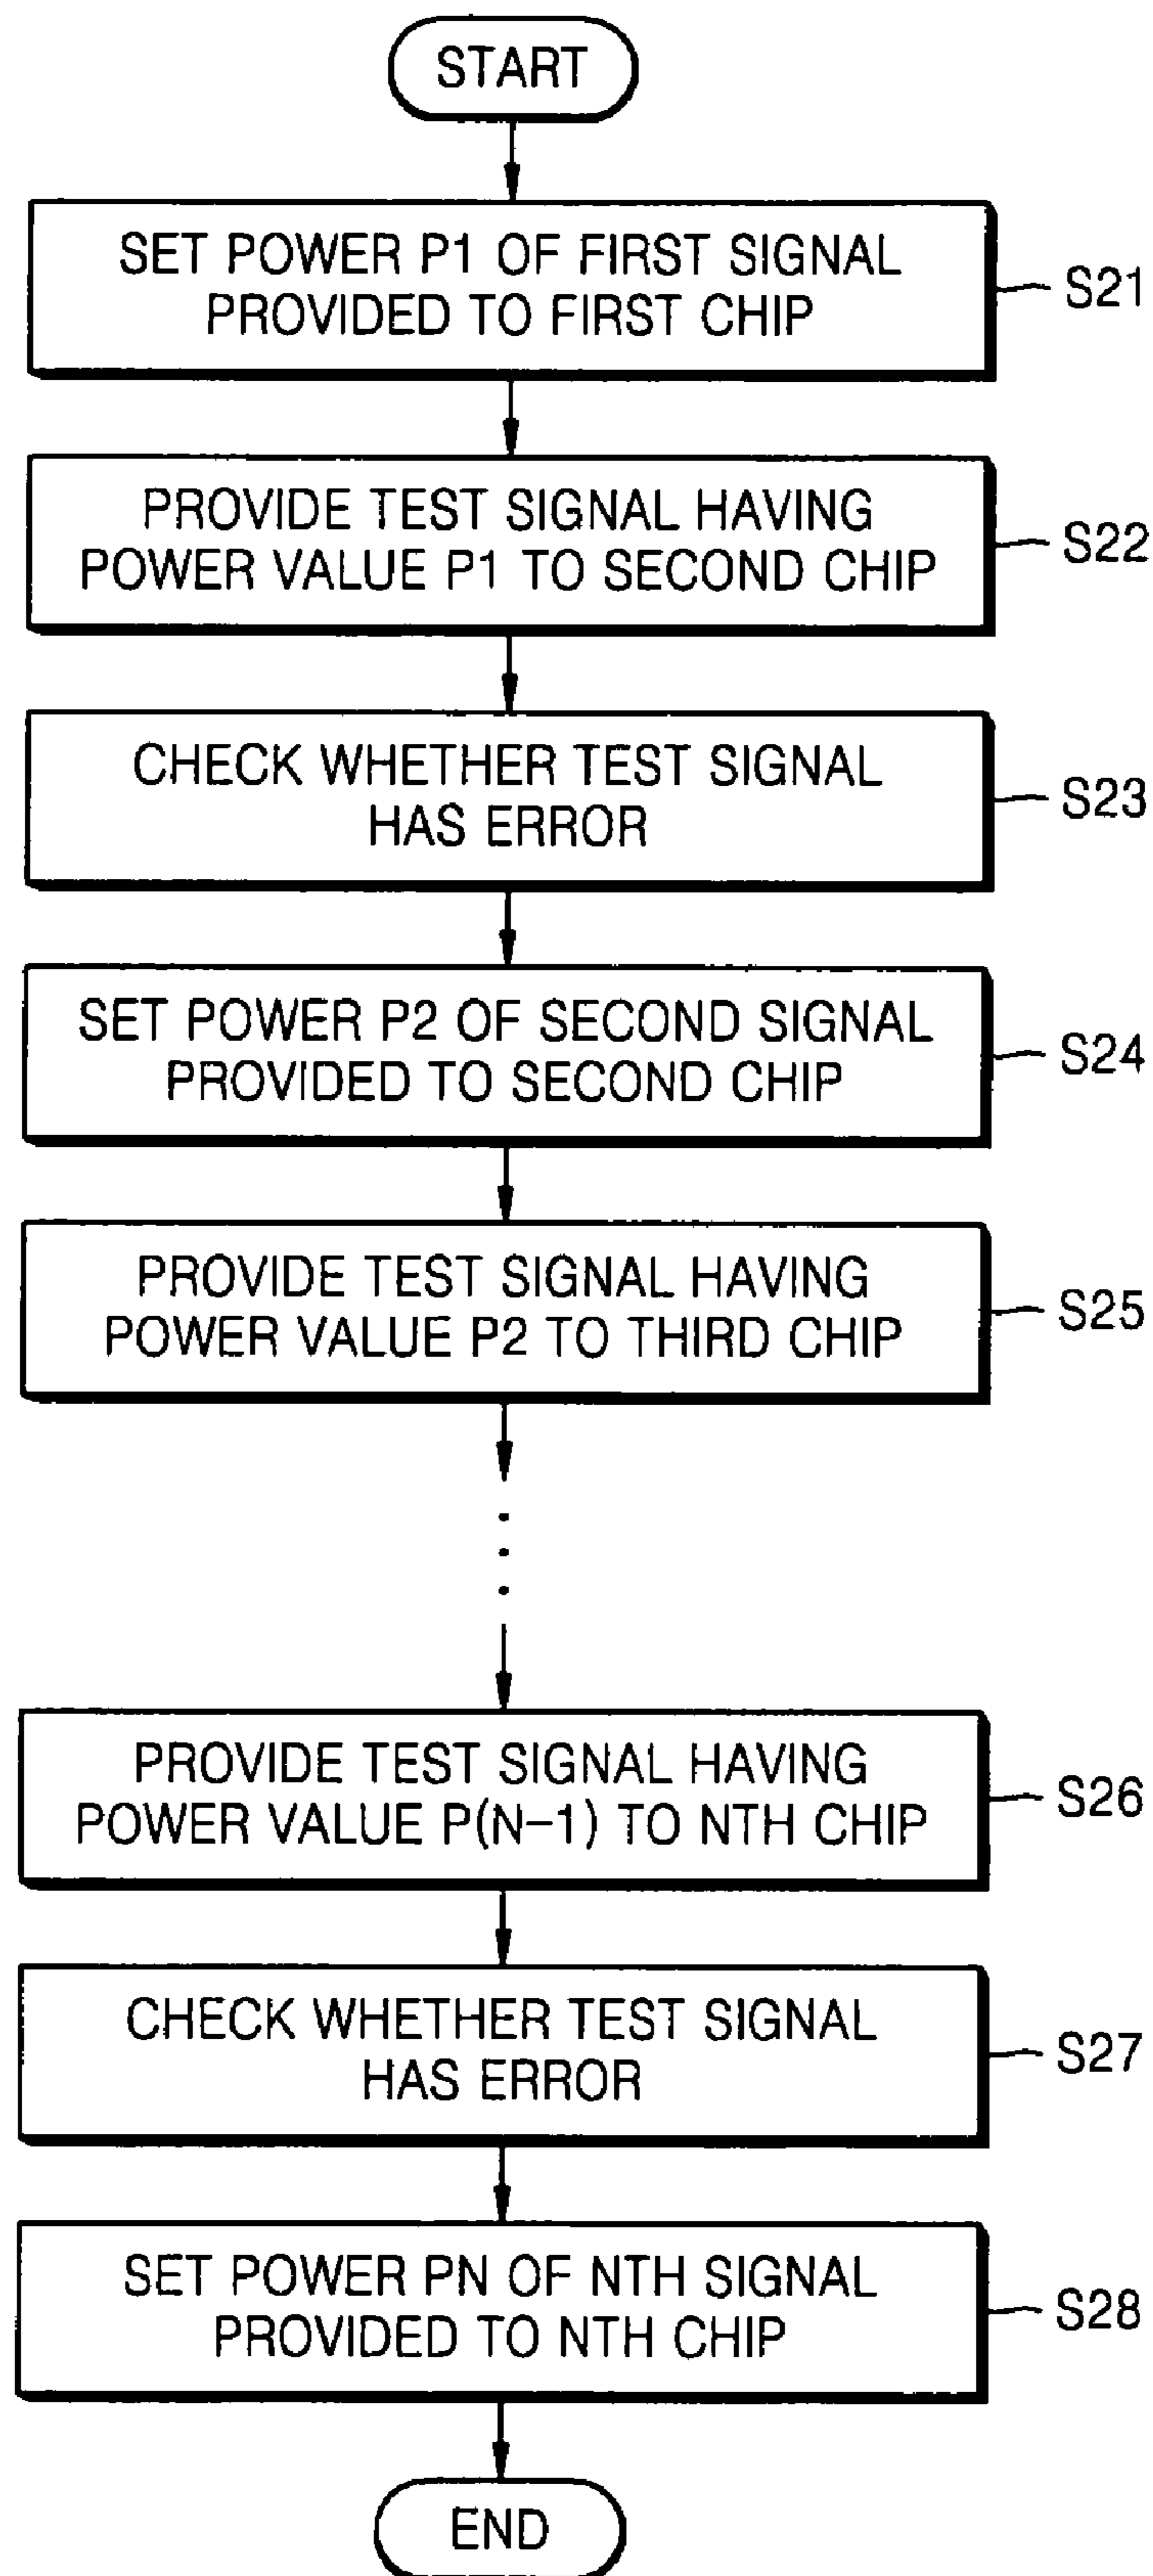 START
SET POWER P1 OF FIRST SIGNAL
PROVIDED TO FIRST CHIP
S21
PROVIDE TEST SIGNAL HAVING
POWER VALUE P1 TO SECOND CHIP
S22
CHECK WHETHER TEST SIGNAL
HAS ERROR
S23
SET POWER P2 OF SECOND SIGNAL
PROVIDED TO SECOND CHIP
S24
PROVIDE TEST SIGNAL HAVING
POWER VALUE P2 TO THIRD CHIP
S25
PROVIDE TEST SIGNAL HAVING
POWER VALUE P(N-1) TO NTH CHIP
S26
CHECK WHETHER TEST SIGNAL
HAS ERROR
S27
SET POWER PN OF NTH SIGNAL
PROVIDED TO NTH CHIP
S28
END